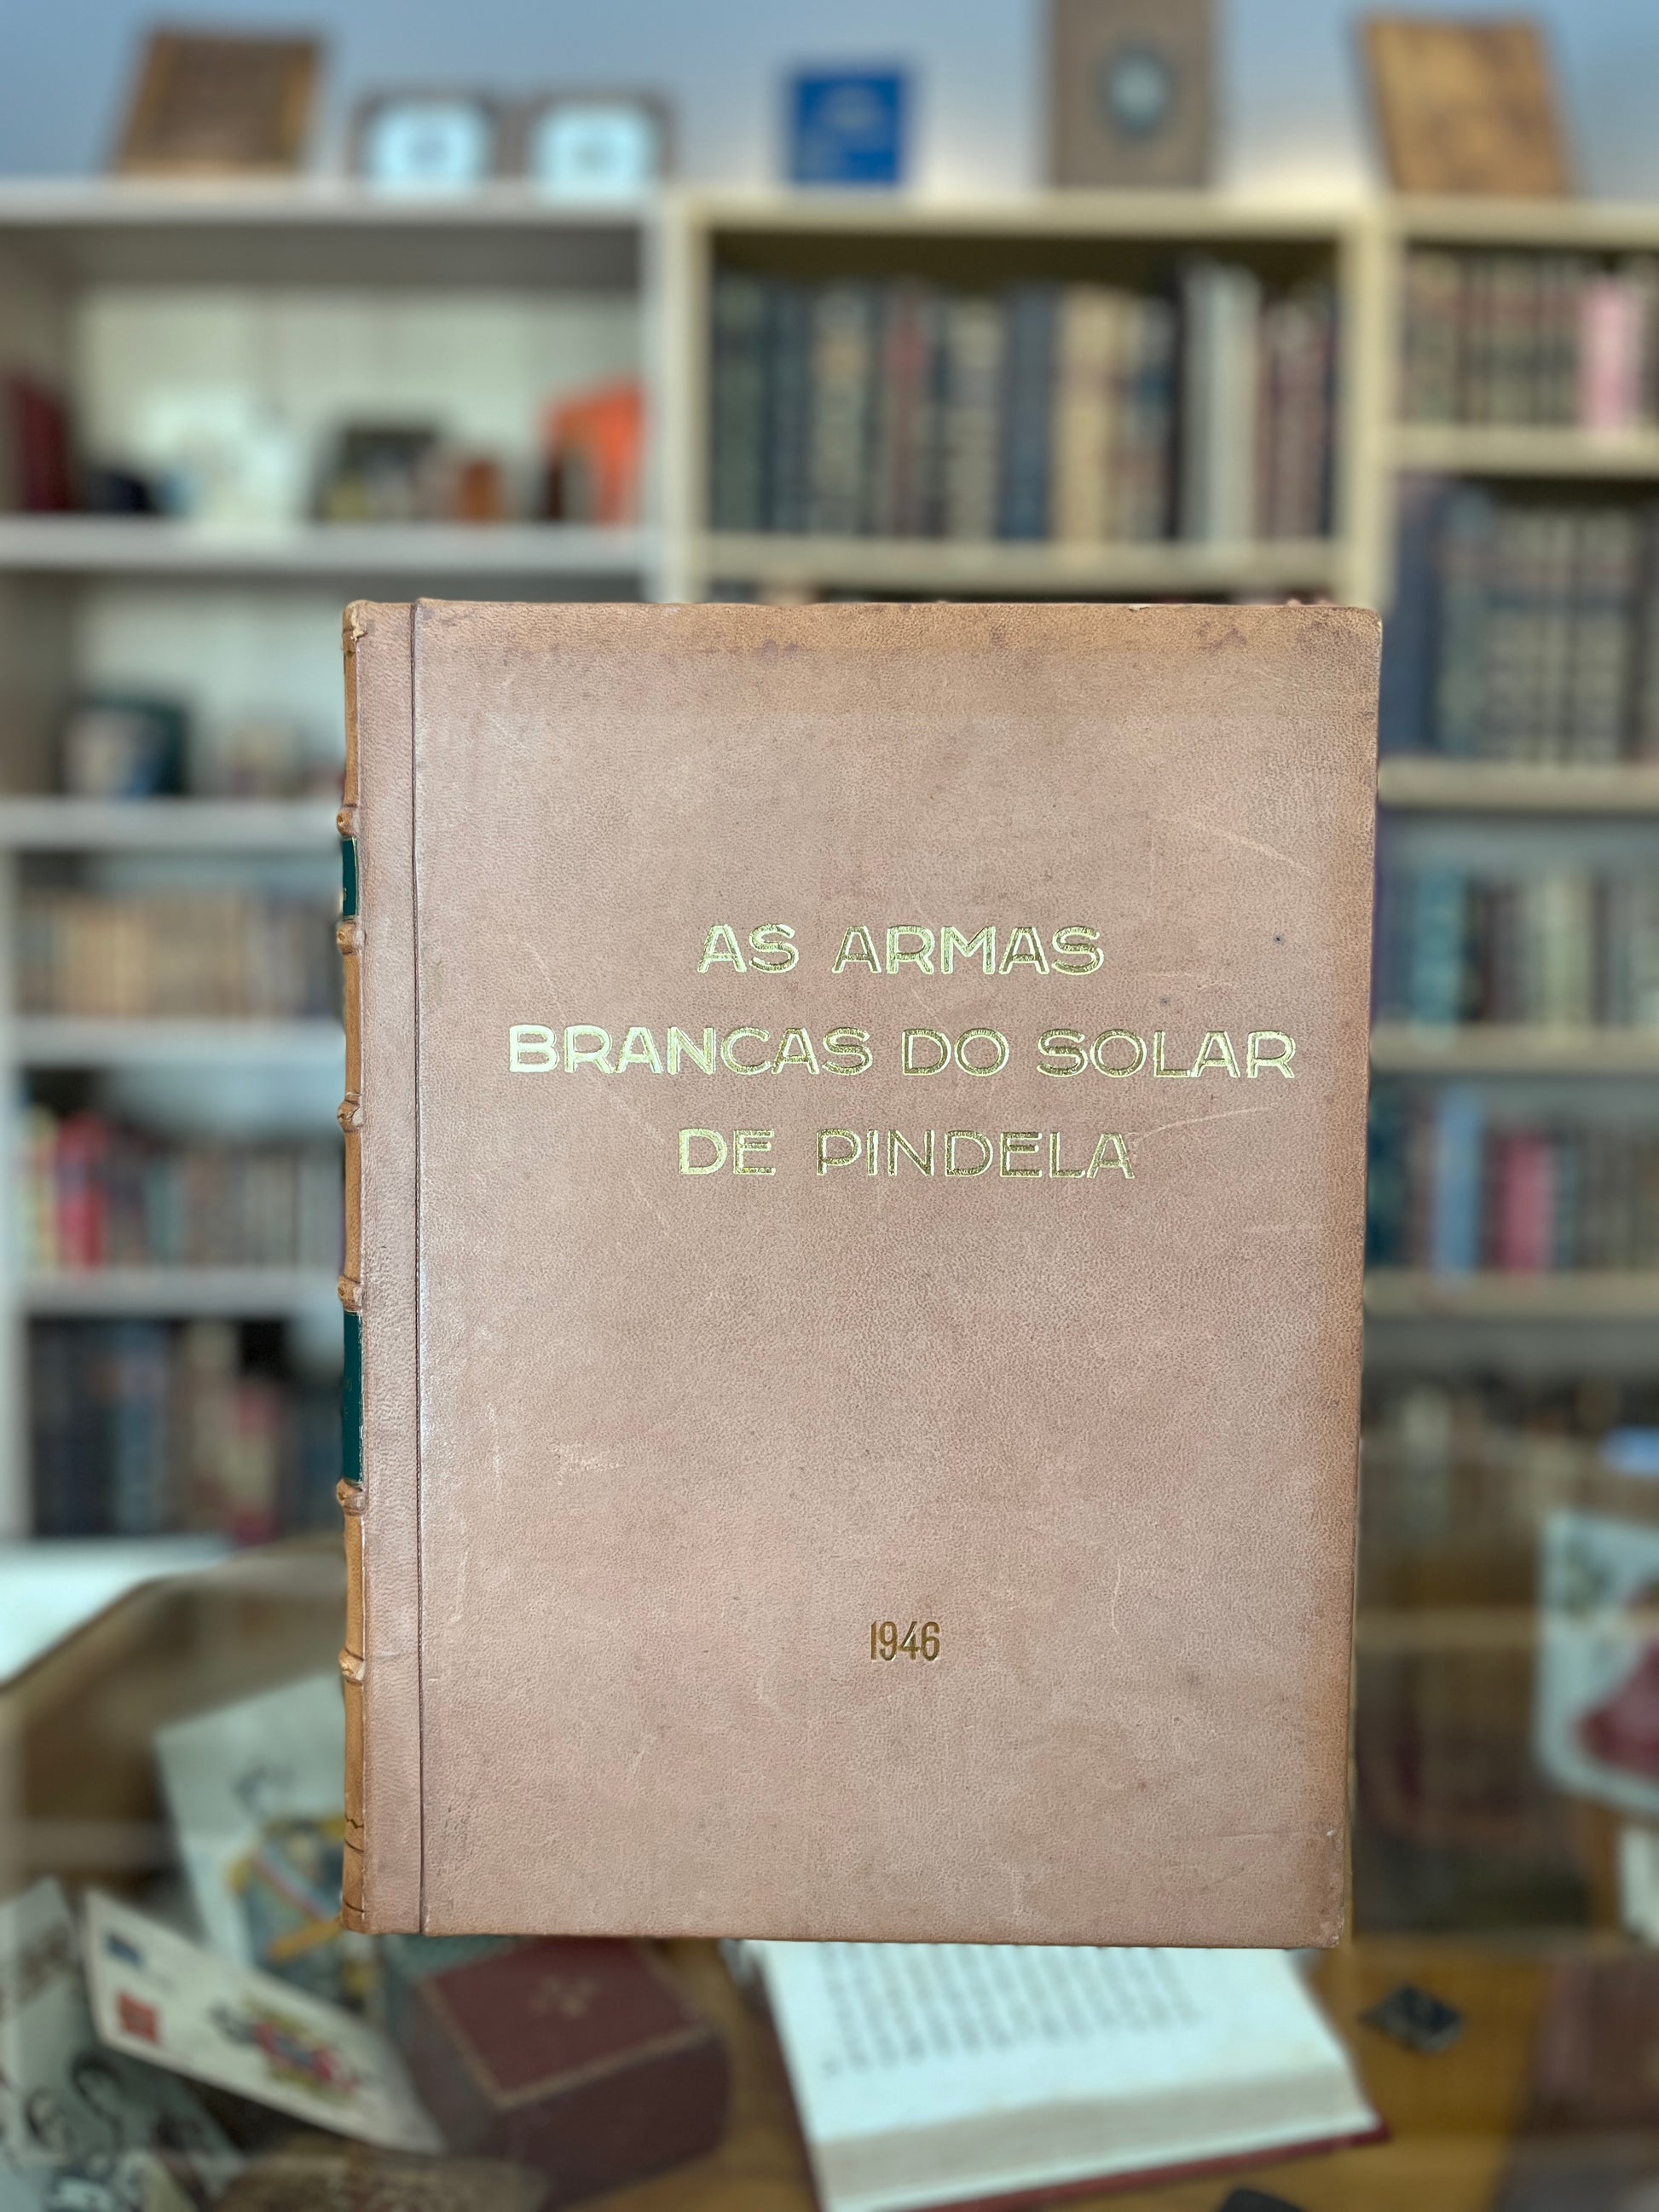 AS ARMAS
BRANCAS DO SOLAR
DE PINDELA
1946